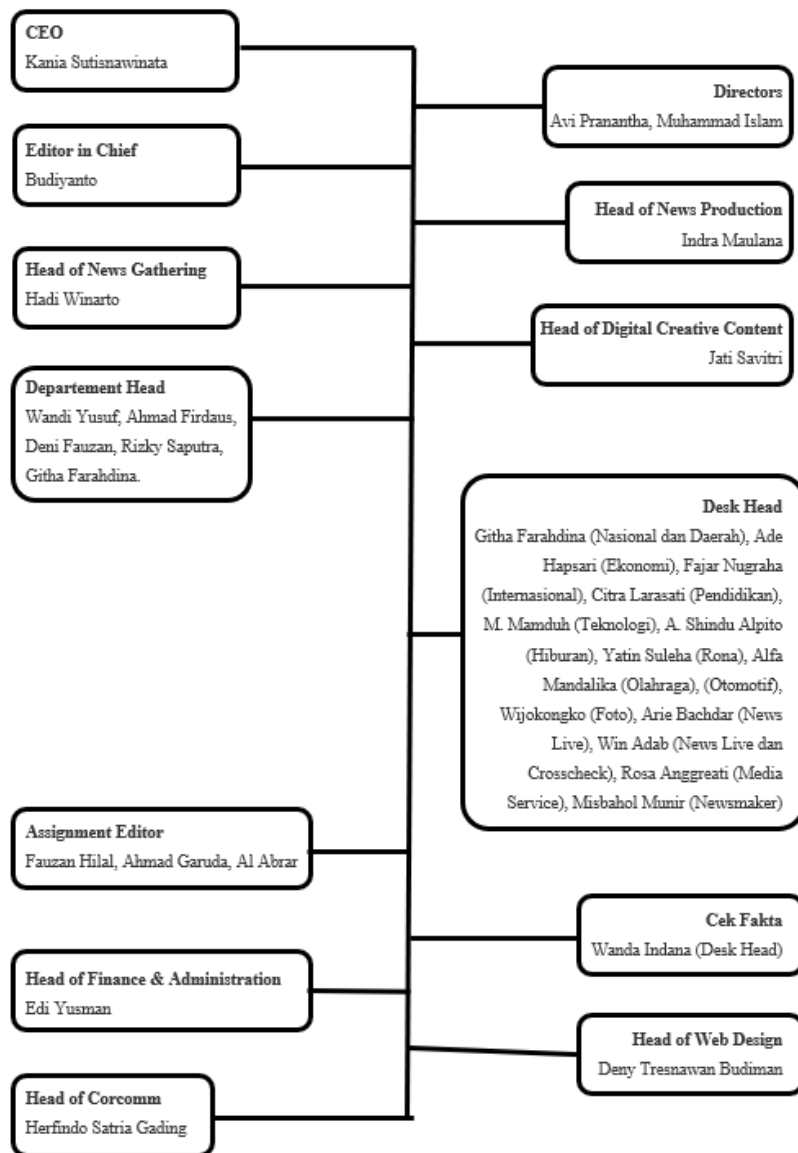 CEO
Kania Sutisnawinata
Directors
Avi Pranantha, Muhammad Islam
Editor in Chief
Budiyanto
Head of News Production
Indra Maulana
Head of News Gathering
Hadi Winarto
Head of Digital Creative Content
Jati Savitri
Departement Head
Wandi Yusuf, Ahmad Firdaus,
Deni Fauzan, Rizky Saputra,
Githa Farahdina.
Desk Head
Githa Farahdina (Nasional dan Daerah), Ade
Hapsari (Ekonomi), Fajar Nugraha
(Internasional), Citra Larasati (Pendidikan),
M. Mamduh (Teknologi), A. Shindu Alpito
(Hiburan), Yatin Suleha (Rona), Alfa
Mandalika (Olahraga), (Otomotif),
Wijokongko (Foto), Arie Bachdar (News
Live), Win Adab (News Live dan
Crosscheck), Rosa Anggreati (Media
Service), Misbahol Munir (Newsmaker)
Assignment Editor
Fauzan Hilal, Ahmad Garuda, Al Abrar
Cek Fakta
Wanda Indana (Desk Head)
Head of Finance & Administration
Edi Yusman
Head of Web Design
Deny Tresnawan Budiman
Head of Corcomm
Herfindo Satria Gading